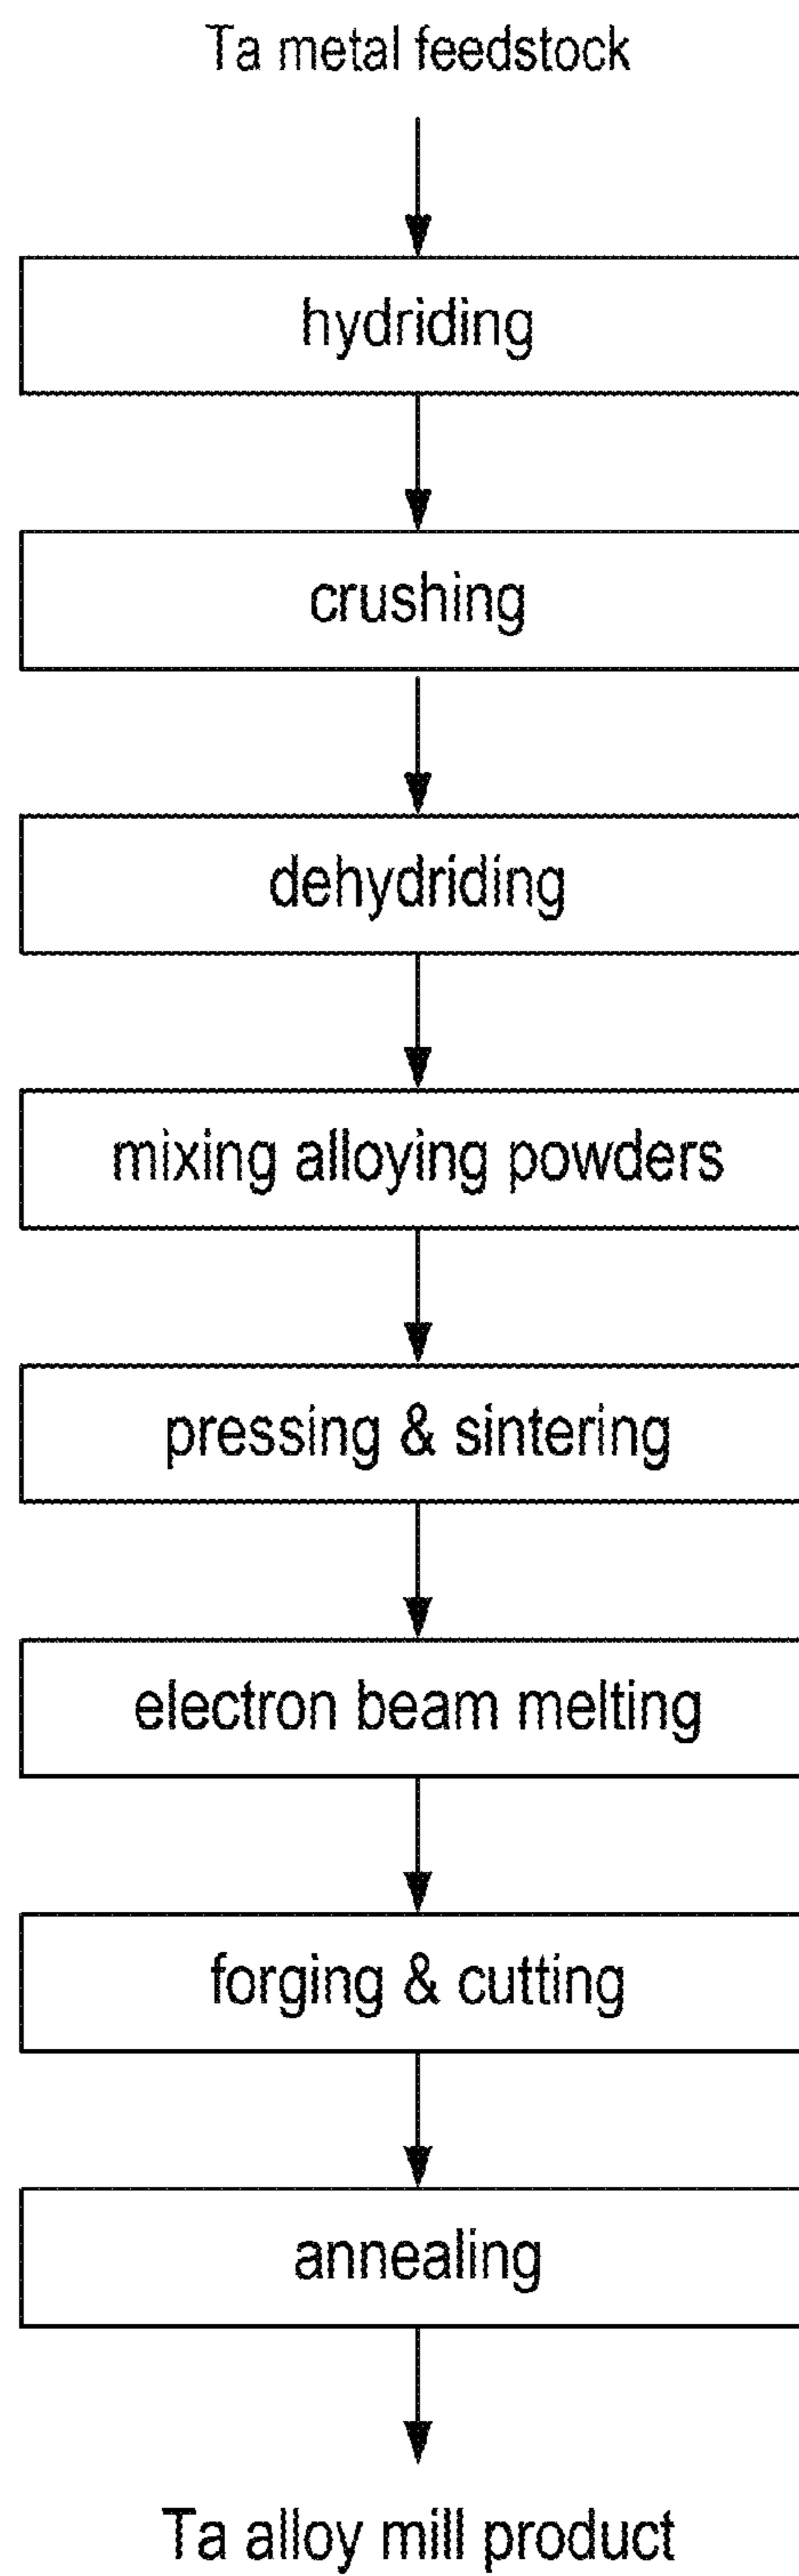 Ta metal feedstock
hydriding
crushing
dehydriding
mixing alloying powders
pressing & sintering
electron beam melting
forging & cutting
annealing
Ta alloy mill product